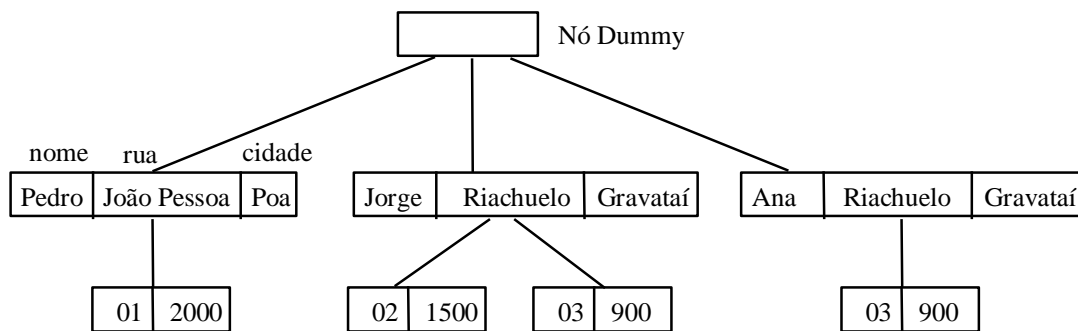 Nó Dummy
nome rua cidade
Pedro João Pessoa Poa
Jorge Riachuelo Gravataí
Ana Riachuelo Gravataí
01 2000
02 1500
03 900
03 900